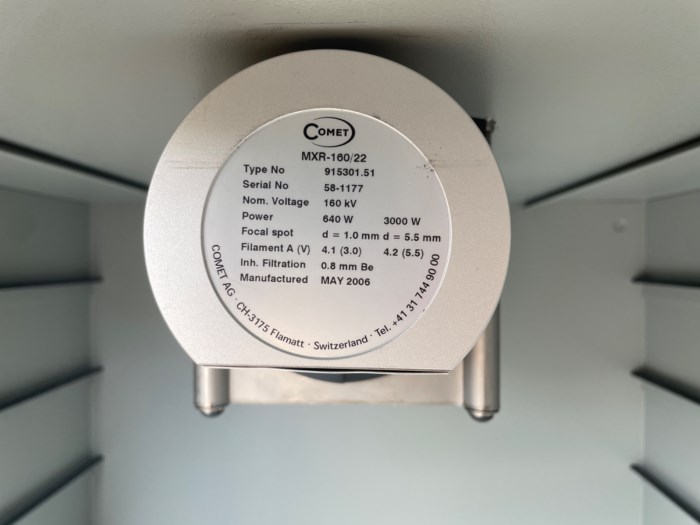 COMET
MXR-160/22
Type No 915301.51
Serial No 58-1177
Nom. Voltage 160 kV
Power 640 W 3000 W
Focal spot d = 1.0 mm d = 5.5 mm
Filament A (V) 4.1 (3.0) 4.2 (5.5)
Inh. Filtration 0.8 mm Be
Manufactured MAY 2006
COMET AG · CH-3175 Flamatt · Switzerland · Tel. +41 31 744 90 00